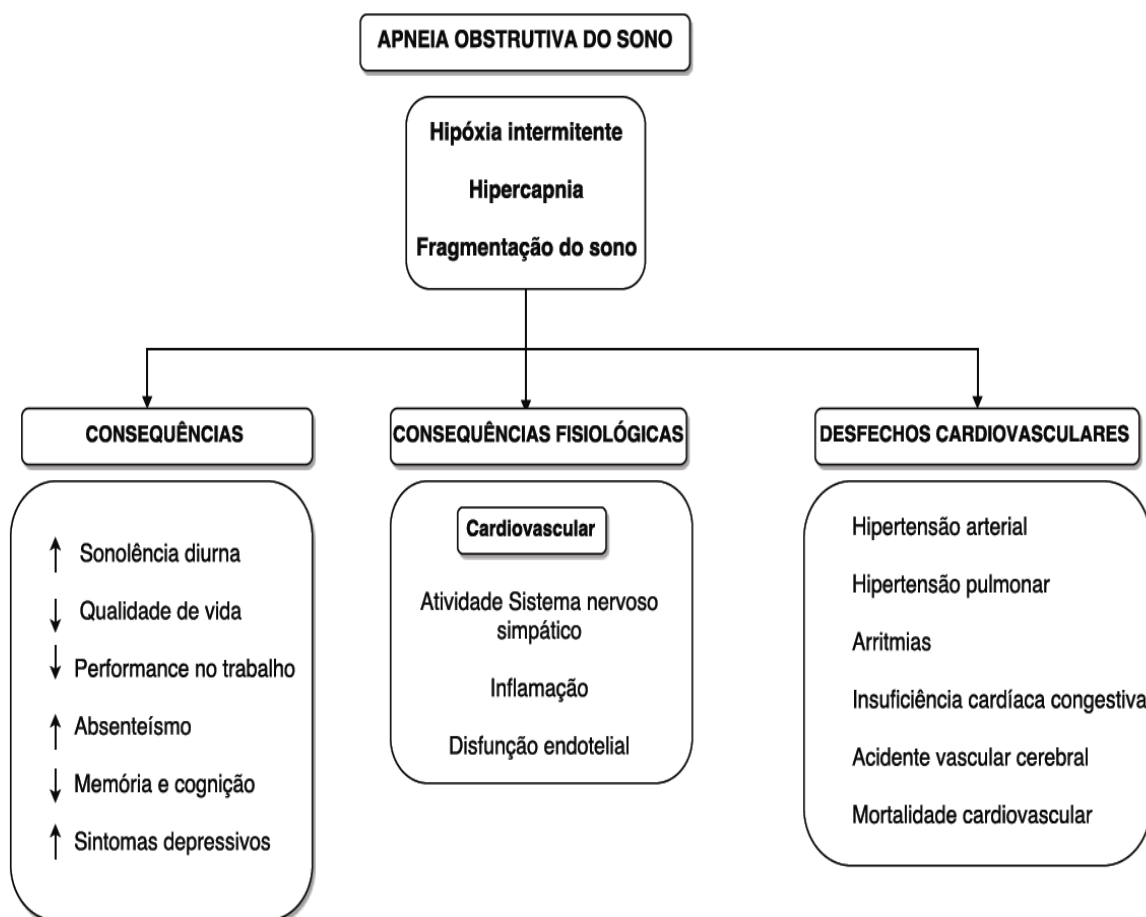 APNEIA OBSTRUTIVA DO SONO
Hipóxia intermitente
Hipercapnia
Fragmentação do sono
CONSEQUÊNCIAS
↑ Sonolência diurna
↓ Qualidade de vida
↓ Performance no trabalho
↑ Absenteísmo
↓ Memória e cognição
↑ Sintomas depressivos
CONSEQUÊNCIAS FISIOLÓGICAS
Cardiovascular
Atividade Sistema nervoso
simpático
Inflamação
Disfunção endotelial
DESFECHOS CARDIOVASCULARES
Hipertensão arterial
Hipertensão pulmonar
Arritmias
Insuficiência cardíaca congestiva
Acidente vascular cerebral
Mortalidade cardiovascular